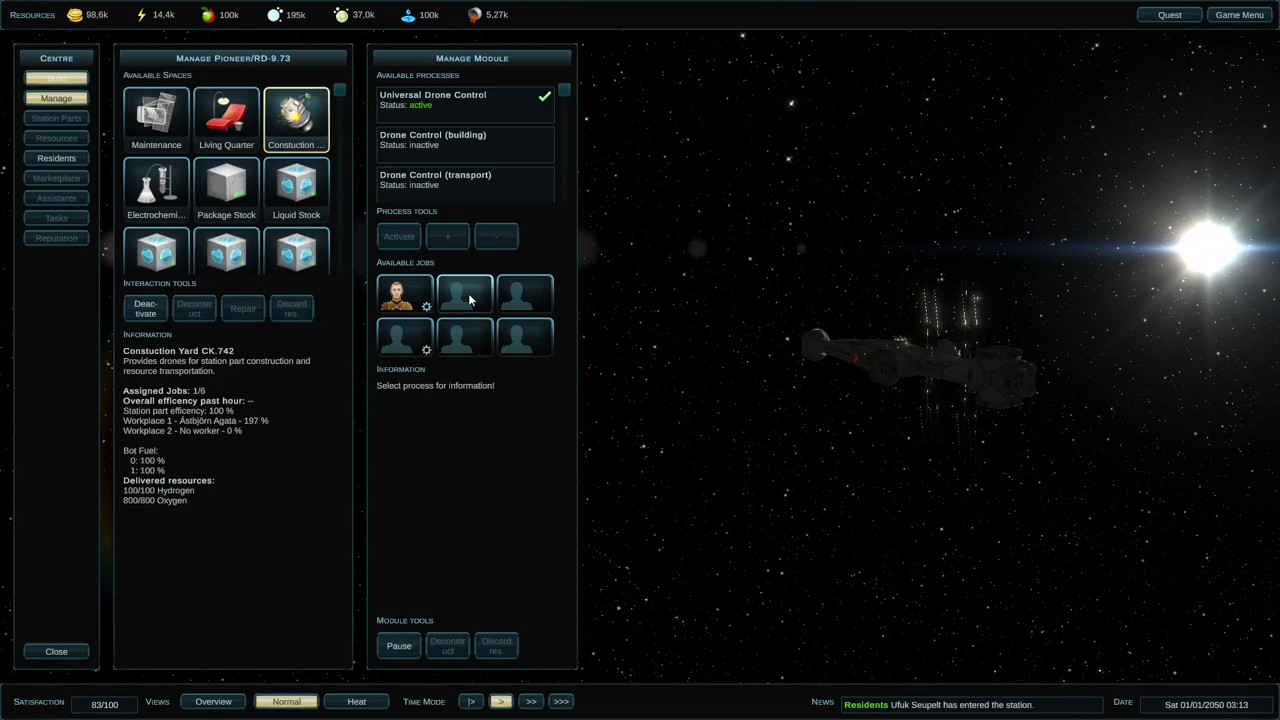 RESOURCES 98,6k 14,4k 100k 195k 37,0k 100k 5,27k Quest Game Menu
CENTRE
Build
Manage
Station Parts
Resources
Residents
Marketplace
Assistants
Tasks
Reputation
Close
MANAGE PIONEER/RD-9.73
AVAILABLE SPACES
Maintenance Living Quarter Constuction ...
Electrochemi... Package Stock Liquid Stock
INTERACTION TOOLS
Deac-
tivate
Deconstr
uct
Repair
Discard
res.
INFORMATION
Constuction Yard CK.742
Provides drones for station part construction and
resource transportation.
Assigned Jobs: 1/6
Overall efficency past hour: --
Station part efficency: 100 %
Workplace 1 - Ástbjörn Agata - 197 %
Workplace 2 - No worker - 0 %
Bot Fuel:
0: 100 %
1: 100 %
Delivered resources:
100/100 Hydrogen
800/800 Oxygen
MANAGE MODULE
AVAILABLE PROCESSES
Universal Drone Control
Status: active
Drone Control (building)
Status: inactive
Drone Control (transport)
Status: inactive
PROCESS TOOLS
Activate + -
AVAILABLE JOBS
INFORMATION
Select process for information!
MODULE TOOLS
Pause
Deconstr
uct
Discard
res.
SATISFACTION 83/100 VIEWS Overview Normal Heat TIME MODE |> > >> >>> NEWS Residents Ufuk Seupelt has entered the station. DATE Sat 01/01/2050 03:13